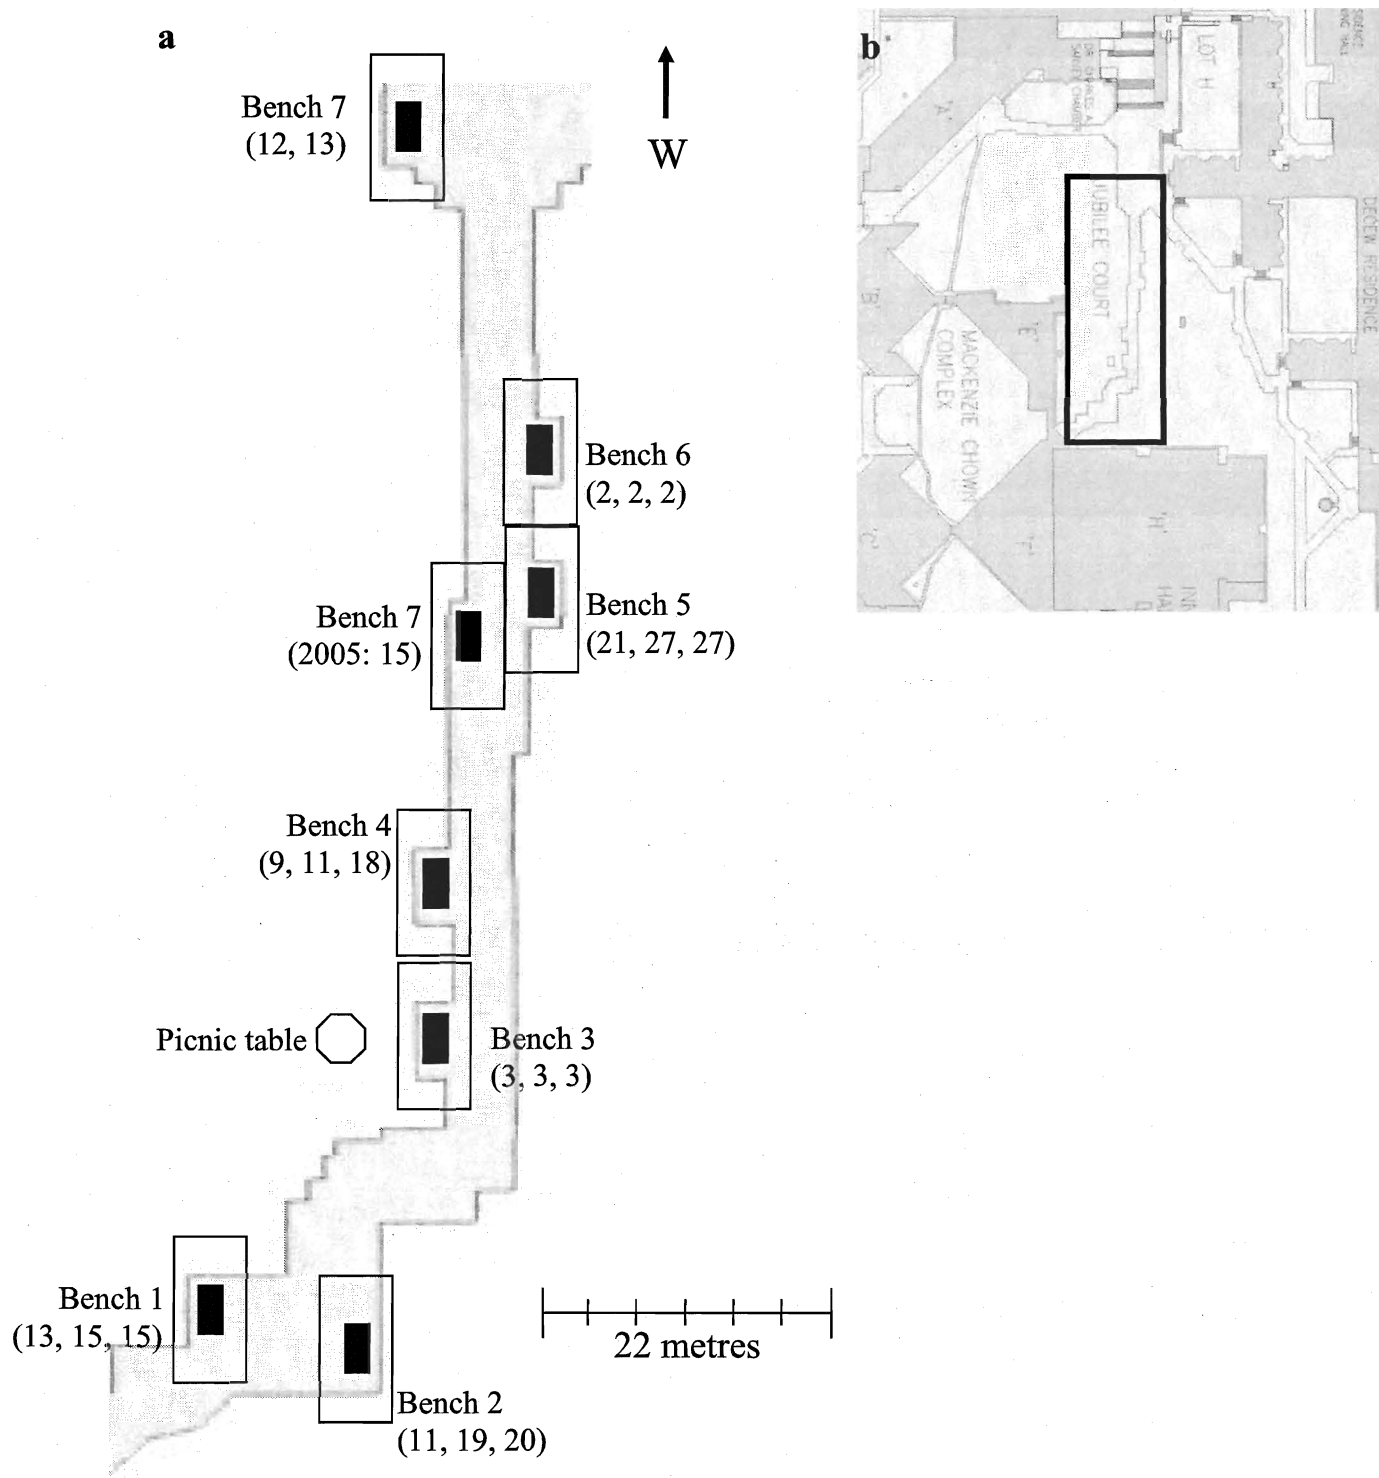 a
W
Bench 7
(12, 13)
Bench 6
(2, 2, 2)
Bench 5
(21, 27, 27)
Bench 7
(2005: 15)
Bench 4
(9, 11, 18)
Picnic table
Bench 3
(3, 3, 3)
Bench 1
(13, 15, 15)
22 metres
Bench 2
(11, 19, 20)
b
LOT H
JUBILEE COURT
DECEW RESIDENCE
MACKENZIE CHOWN
COMPLEX
'A'
'B'
'E'
'C'
'F'
'H'